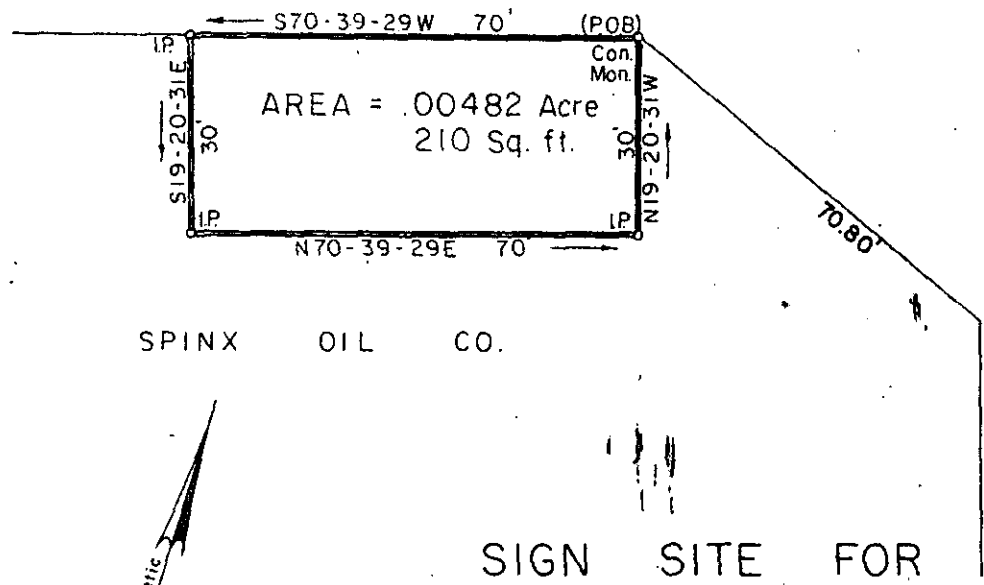 S70-39-29W 70' (POB)
I.P. Con.
Mon.
S19-20-31E
30'
AREA = .00482 Acre
210 Sq. ft.
30'
N19-20-31W
I.P. I.P.
N70-39-29E 70
70.80'
SPINX OIL CO.
SIGN SITE FOR